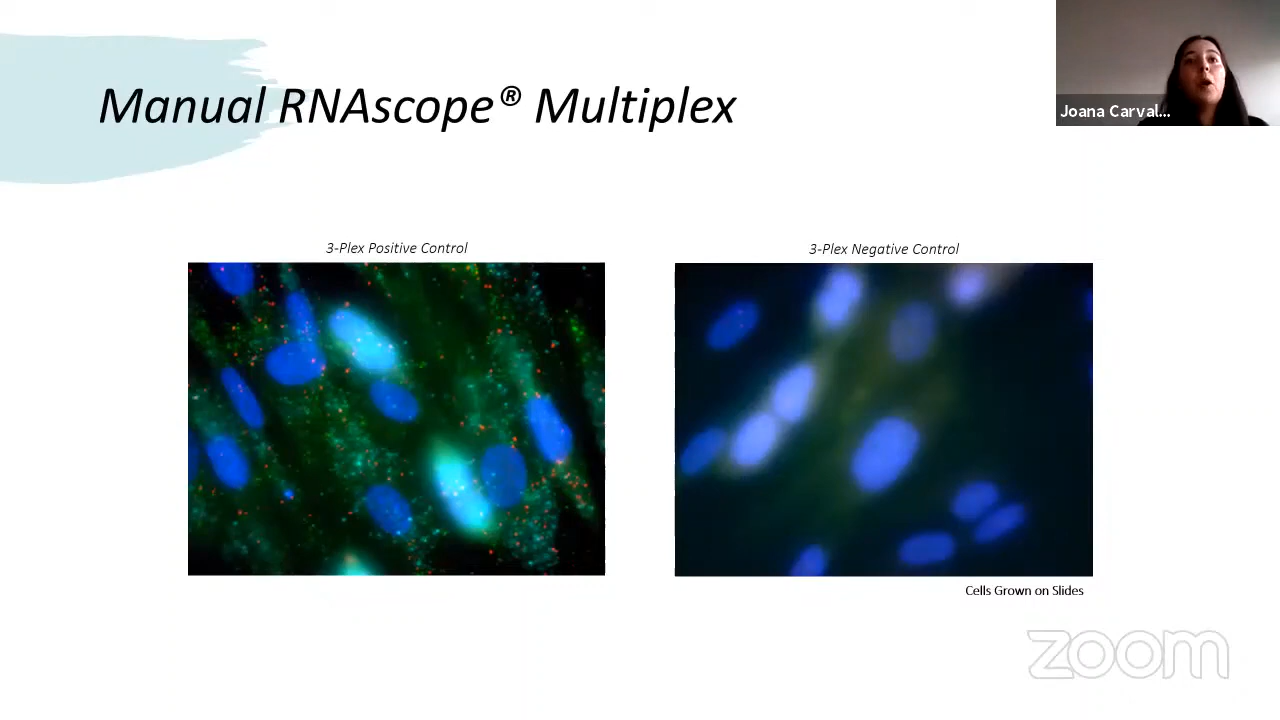 Manual RNAscope® Multiplex
Joana Carval...
3-Plex Positive Control
3-Plex Negative Control
Cells Grown on Slides
zoom